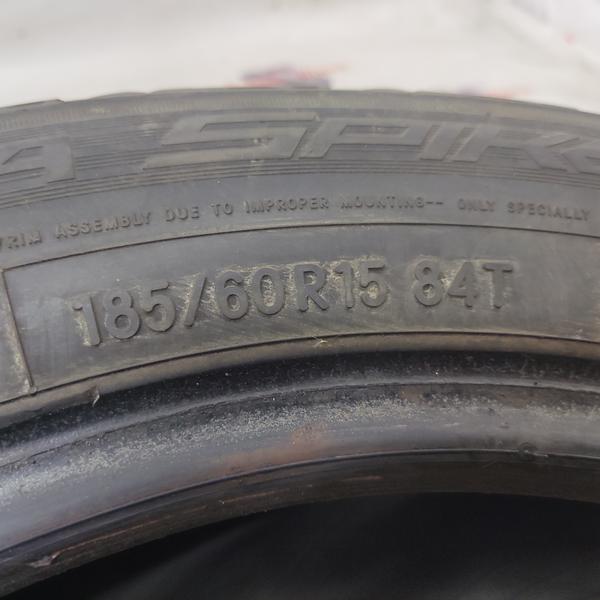 SPIKE
/RIM ASSEMBLY DUE TO IMPROPER MOUNTING-- ONLY SPECIALLY
185/60R15 84T